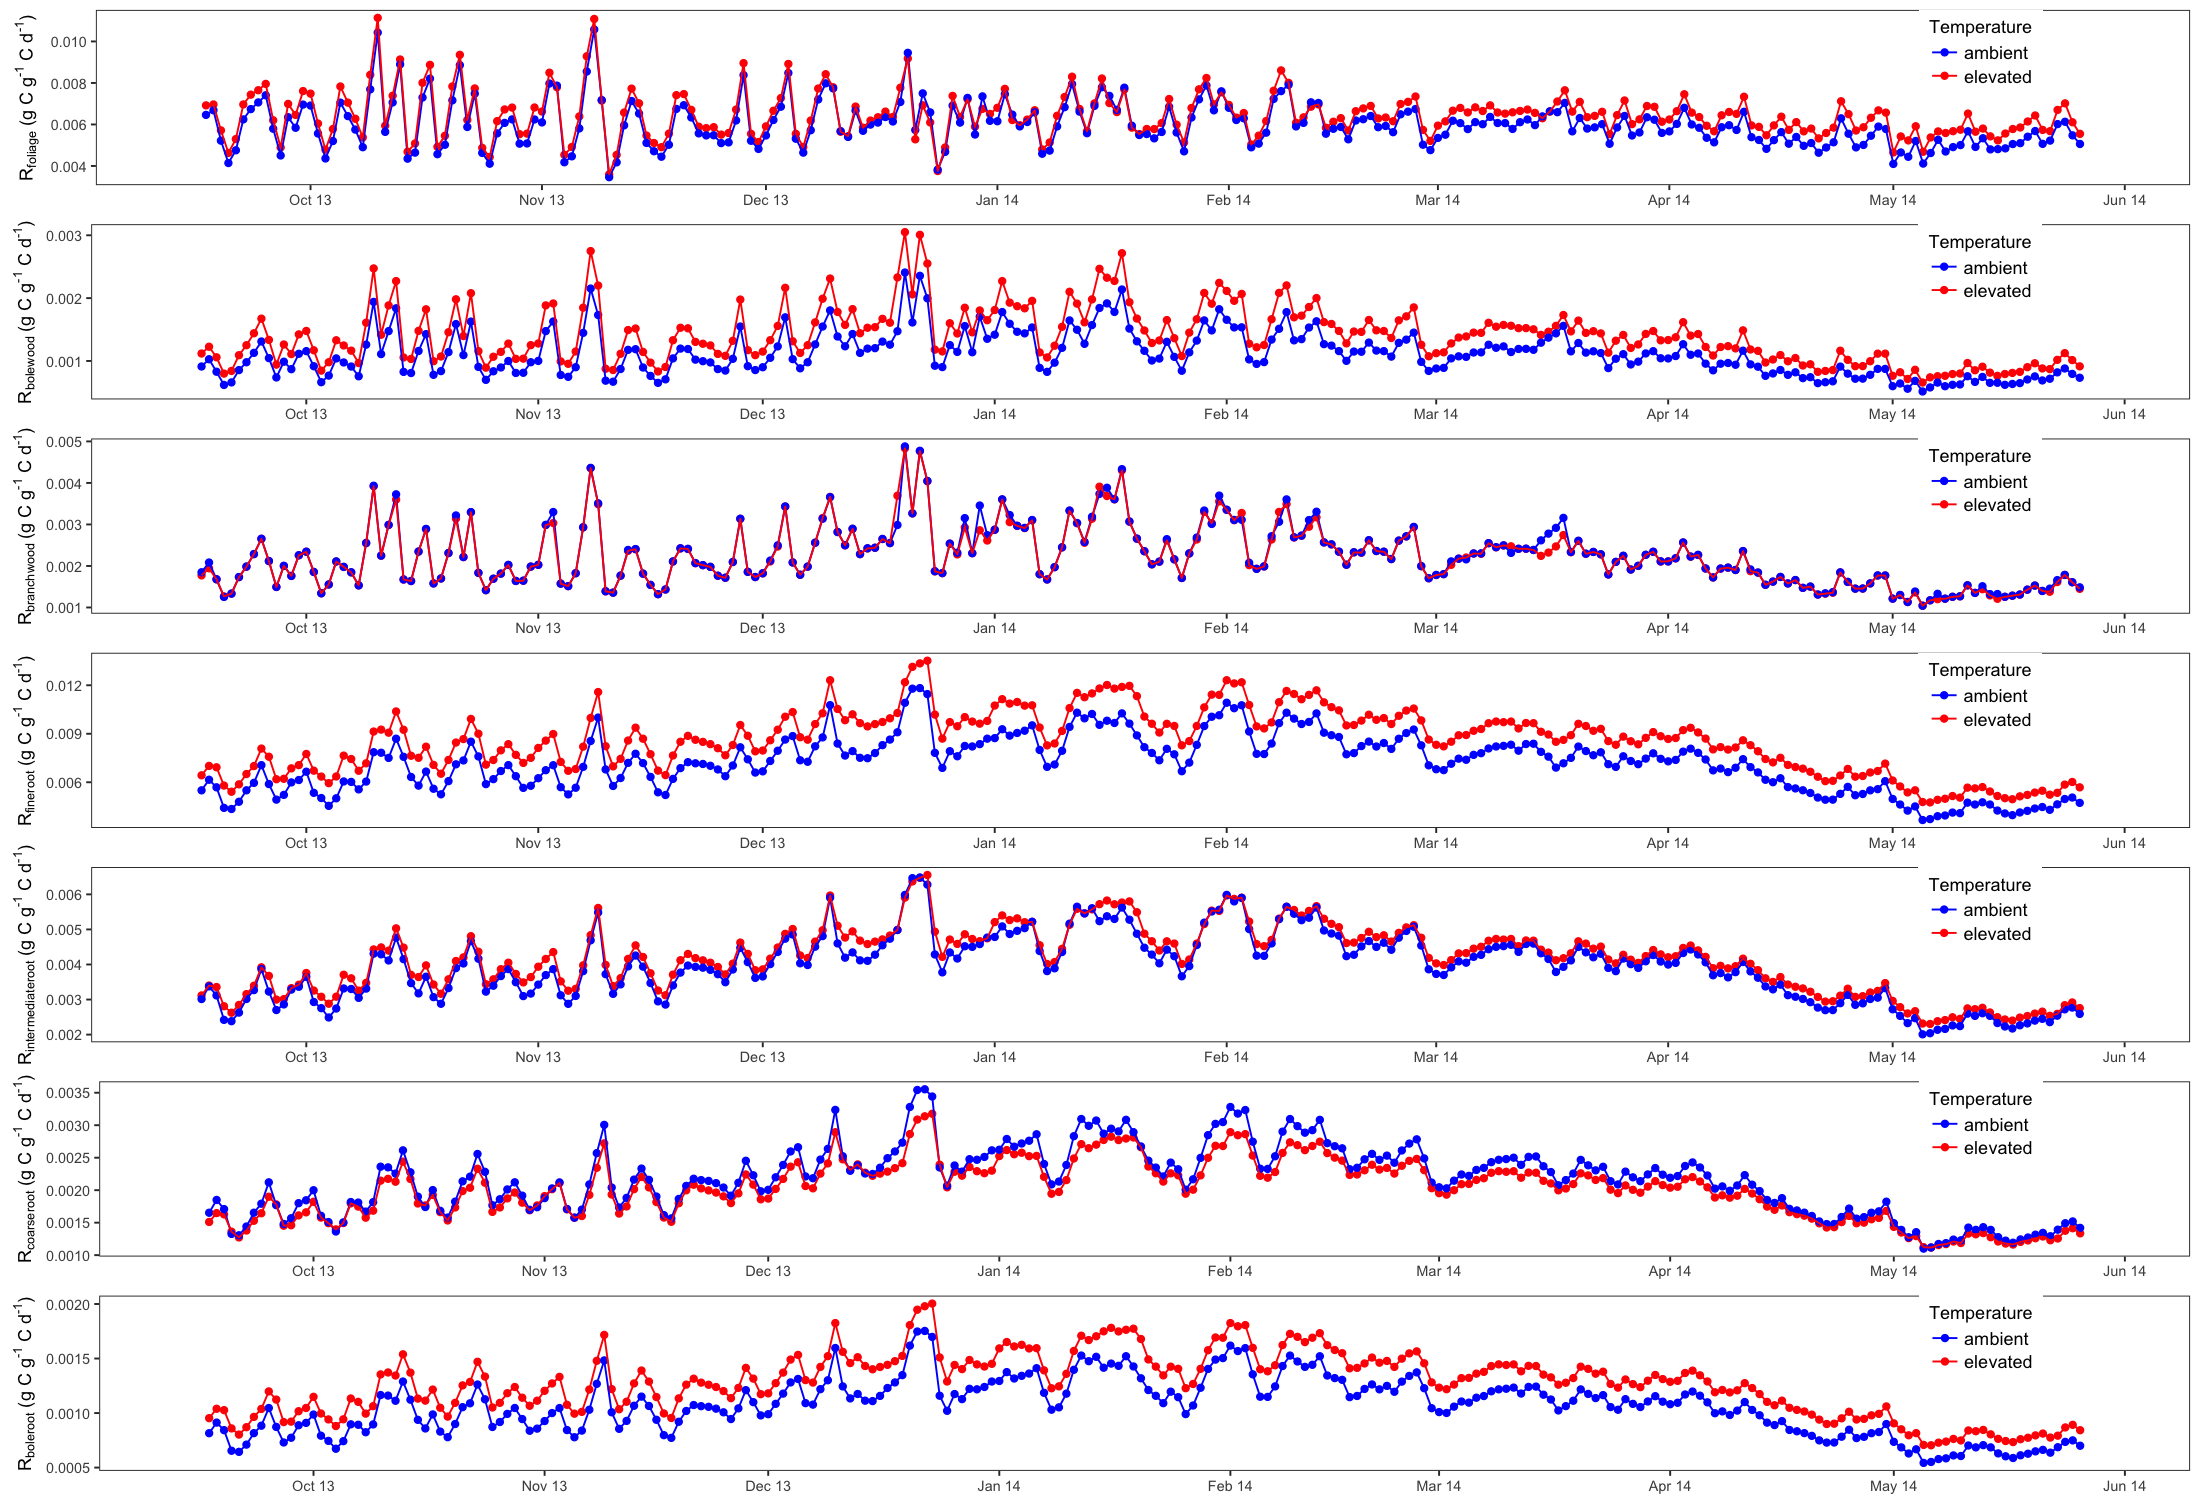 R foliage (g C g-1 C d-1)
0.010
0.008
0.006
0.004
Temperature
ambient
elevated
Oct 13 Nov 13 Dec 13 Jan 14 Feb 14 Mar 14 Apr 14 May 14 Jun 14
R bolewood (g C g-1 C d-1)
0.003
0.002
0.001
Temperature
ambient
elevated
Oct 13 Nov 13 Dec 13 Jan 14 Feb 14 Mar 14 Apr 14 May 14 Jun 14
R branchwood (g C g-1 C d-1)
0.005
0.004
0.003
0.002
0.001
Temperature
ambient
elevated
Oct 13 Nov 13 Dec 13 Jan 14 Feb 14 Mar 14 Apr 14 May 14 Jun 14
R fineroot (g C g-1 C d-1)
0.012
0.009
0.006
Temperature
ambient
elevated
Oct 13 Nov 13 Dec 13 Jan 14 Feb 14 Mar 14 Apr 14 May 14 Jun 14
R intermediateroot (g C g-1 C d-1)
0.006
0.005
0.004
0.003
0.002
Temperature
ambient
elevated
Oct 13 Nov 13 Dec 13 Jan 14 Feb 14 Mar 14 Apr 14 May 14 Jun 14
R coarseroot (g C g-1 C d-1)
0.0035
0.0030
0.0025
0.0020
0.0015
0.0010
Temperature
ambient
elevated
Oct 13 Nov 13 Dec 13 Jan 14 Feb 14 Mar 14 Apr 14 May 14 Jun 14
R boleroot (g C g-1 C d-1)
0.0020
0.0015
0.0010
0.0005
Temperature
ambient
elevated
Oct 13 Nov 13 Dec 13 Jan 14 Feb 14 Mar 14 Apr 14 May 14 Jun 14